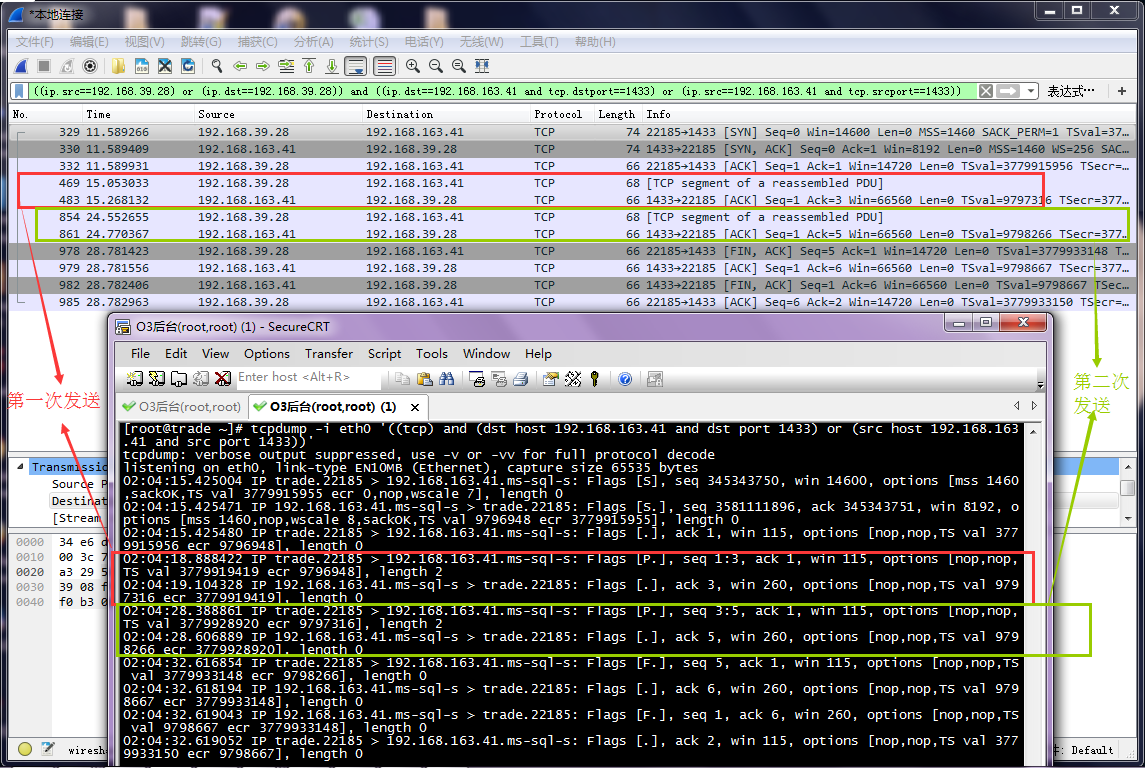 *本地连接
文件(F) 编辑(E) 视图(V) 跳转(G) 捕获(C) 分析(A) 统计(S) 电话(Y) 无线(W) 工具(T) 帮助(H)
((ip.src==192.168.39.28) or (ip.dst==192.168.39.28)) and ((ip.dst==192.168.163.41 and tcp.dstport==1433) or (ip.src==192.168.163.41 and tcp.srcport==1433)) 表达式… +
No. Time Source Destination Protocol Length Info
329 11.589266 192.168.39.28 192.168.163.41 TCP 74 22185→1433 [SYN] Seq=0 Win=14600 Len=0 MSS=1460 SACK_PERM=1 TSval=37…
330 11.589409 192.168.163.41 192.168.39.28 TCP 74 1433→22185 [SYN, ACK] Seq=0 Ack=1 Win=8192 Len=0 MSS=1460 WS=256 SAC…
332 11.589931 192.168.39.28 192.168.163.41 TCP 66 22185→1433 [ACK] Seq=1 Ack=1 Win=14720 Len=0 TSval=3779915956 TSecr=…
469 15.053033 192.168.39.28 192.168.163.41 TCP 68 [TCP segment of a reassembled PDU]
483 15.268132 192.168.163.41 192.168.39.28 TCP 66 1433→22185 [ACK] Seq=1 Ack=3 Win=66560 Len=0 TSval=9797316 TSecr=377…
854 24.552655 192.168.39.28 192.168.163.41 TCP 68 [TCP segment of a reassembled PDU]
861 24.770367 192.168.163.41 192.168.39.28 TCP 66 1433→22185 [ACK] Seq=1 Ack=5 Win=66560 Len=0 TSval=9798266 TSecr=377…
978 28.781423 192.168.39.28 192.168.163.41 TCP 66 22185→1433 [FIN, ACK] Seq=5 Ack=1 Win=14720 Len=0 TSval=3779933148 T…
979 28.781556 192.168.163.41 192.168.39.28 TCP 66 1433→22185 [ACK] Seq=1 Ack=6 Win=66560 Len=0 TSval=9798667 TSecr=377…
982 28.782406 192.168.163.41 192.168.39.28 TCP 66 1433→22185 [FIN, ACK] Seq=1 Ack=6 Win=66560 Len=0 TSval=9798667 TSec…
985 28.782963 192.168.39.28 192.168.163.41 TCP 66 22185→1433 [ACK] Seq=6 Ack=2 Win=14720 Len=0 TSval=3779933150 TSecr=…
第一次发送
第二次
发送
Transmissic
Source P
Destinat
[Stream
0000 34 e6 d
0010 00 3c 7
0020 a3 29 5
0030 39 08 f
0040 f0 b3 0
wiresh
: Default
O3后台(root,root) (1) - SecureCRT
File Edit View Options Transfer Script Tools Window Help
Enter host <Alt+R>
O3后台(root,root) O3后台(root,root) (1)
[root@trade ~]# tcpdump -i eth0 '((tcp) and (dst host 192.168.163.41 and dst port 1433) or (src host 192.168.163
.41 and src port 1433))'
tcpdump: verbose output suppressed, use -v or -vv for full protocol decode
listening on eth0, link-type EN10MB (Ethernet), capture size 65535 bytes
02:04:15.425004 IP trade.22185 > 192.168.163.41.ms-sql-s: Flags [S], seq 345343750, win 14600, options [mss 1460
,sackOK,TS val 3779915955 ecr 0,nop,wscale 7], length 0
02:04:15.425471 IP 192.168.163.41.ms-sql-s > trade.22185: Flags [S.], seq 3581111896, ack 345343751, win 8192, o
ptions [mss 1460,nop,wscale 8,sackOK,TS val 9796948 ecr 3779915955], length 0
02:04:15.425480 IP trade.22185 > 192.168.163.41.ms-sql-s: Flags [.], ack 1, win 115, options [nop,nop,TS val 377
9915956 ecr 9796948], length 0
02:04:18.888422 IP trade.22185 > 192.168.163.41.ms-sql-s: Flags [P.], seq 1:3, ack 1, win 115, options [nop,nop,
TS val 3779919419 ecr 9796948], length 2
02:04:19.104328 IP 192.168.163.41.ms-sql-s > trade.22185: Flags [.], ack 3, win 260, options [nop,nop,TS val 979
7316 ecr 3779919419], length 0
02:04:28.388861 IP trade.22185 > 192.168.163.41.ms-sql-s: Flags [P.], seq 3:5, ack 1, win 115, options [nop,nop,
TS val 3779928920 ecr 9797316], length 2
02:04:28.606889 IP 192.168.163.41.ms-sql-s > trade.22185: Flags [.], ack 5, win 260, options [nop,nop,TS val 979
8266 ecr 3779928920], length 0
02:04:32.616854 IP trade.22185 > 192.168.163.41.ms-sql-s: Flags [F.], seq 5, ack 1, win 115, options [nop,nop,TS
val 3779933148 ecr 9798266], length 0
02:04:32.618194 IP 192.168.163.41.ms-sql-s > trade.22185: Flags [.], ack 6, win 260, options [nop,nop,TS val 979
8667 ecr 3779933148], length 0
02:04:32.619043 IP 192.168.163.41.ms-sql-s > trade.22185: Flags [F.], seq 1, ack 6, win 260, options [nop,nop,TS
val 9798667 ecr 3779933148], length 0
02:04:32.619052 IP trade.22185 > 192.168.163.41.ms-sql-s: Flags [.], ack 2, win 115, options [nop,nop,TS val 377
9933150 ecr 9798667], length 0